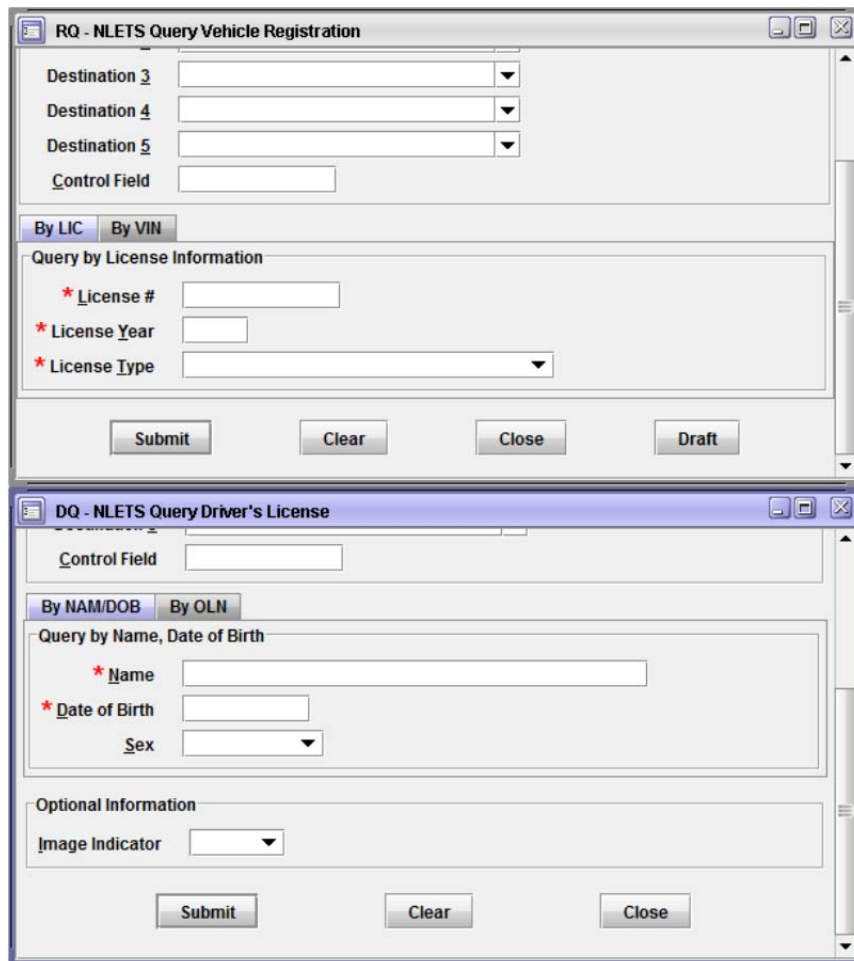 RQ - NLETS Query Vehicle Registration
Destination 3
Destination 4
Destination 5
Control Field
By LIC By VIN
Query by License Information
* License #
* License Year
* License Type
Submit Clear Close Draft
DQ - NLETS Query Driver's License
Control Field
By NAM/DOB By OLN
Query by Name, Date of Birth
* Name
* Date of Birth
Sex
Optional Information
Image Indicator
Submit Clear Close